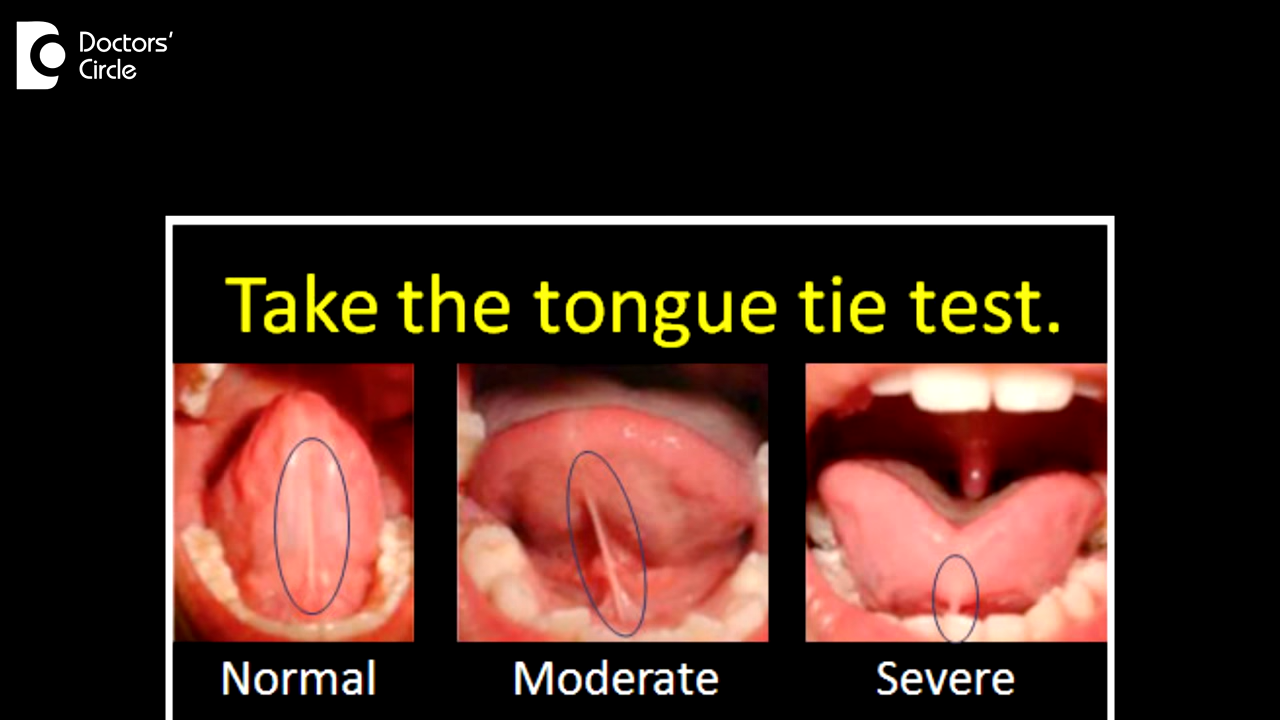 Doctors'
Circle
Take the tongue tie test.
Normal
Moderate
Severe